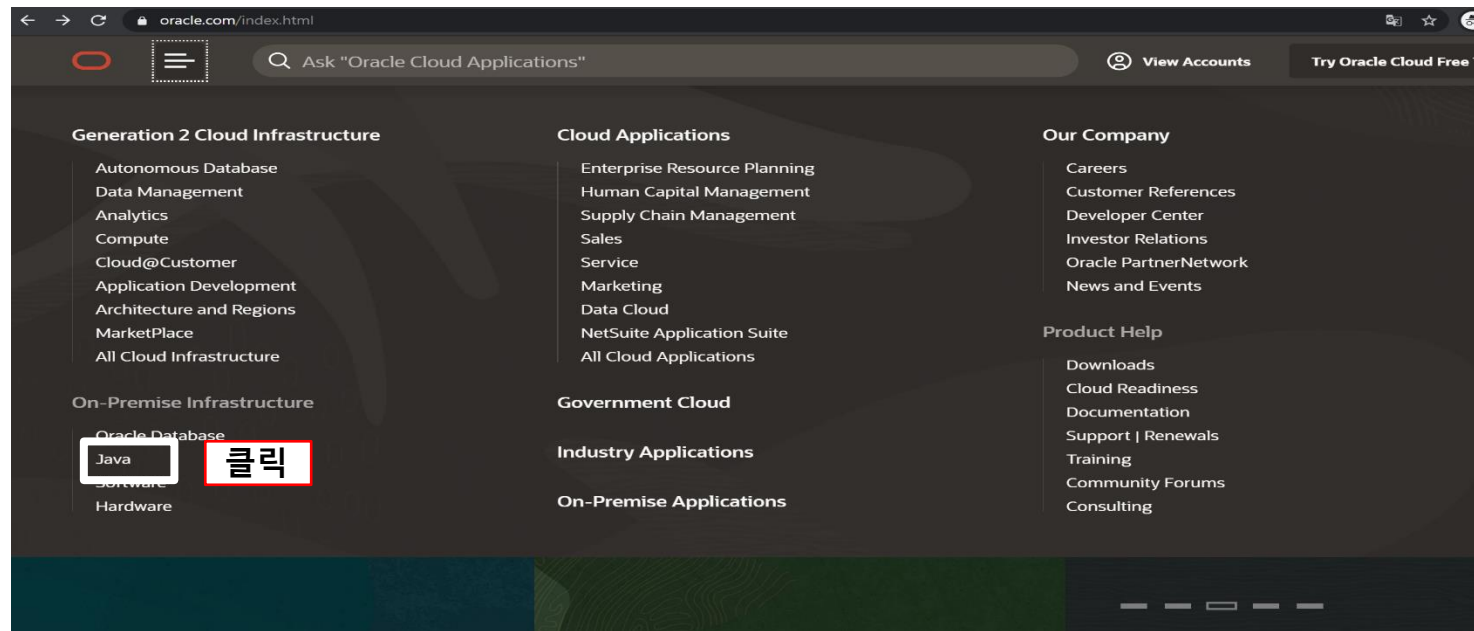 oracle.com/index.html
Ask "Oracle Cloud Applications"
View Accounts
Try Oracle Cloud Free
Generation 2 Cloud Infrastructure
Autonomous Database
Data Management
Analytics
Compute
Cloud@Customer
Application Development
Architecture and Regions
MarketPlace
All Cloud Infrastructure
On-Premise Infrastructure
Oracle Database
Java
클릭
Software
Hardware
Cloud Applications
Enterprise Resource Planning
Human Capital Management
Supply Chain Management
Sales
Service
Marketing
Data Cloud
NetSuite Application Suite
All Cloud Applications
Government Cloud
Industry Applications
On-Premise Applications
Our Company
Careers
Customer References
Developer Center
Investor Relations
Oracle PartnerNetwork
News and Events
Product Help
Downloads
Cloud Readiness
Documentation
Support | Renewals
Training
Community Forums
Consulting